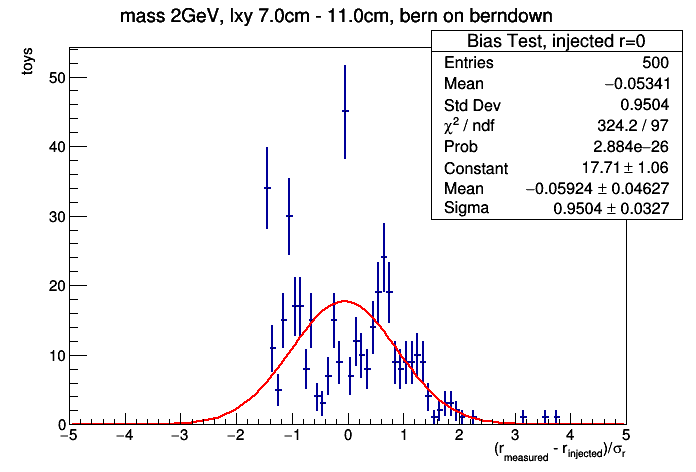 mass 2GeV, lxy 7.0cm - 11.0cm, bern on berndown
Bias Test, injected r=0
Entries 500
Mean −0.05341
Std Dev 0.9504
χ² / ndf 324.2 / 97
Prob 2.884e−26
Constant 17.71 ± 1.06
Mean −0.05924 ± 0.04627
Sigma 0.9504 ± 0.0327
toys
50
40
30
20
10
0
−5 −4 −3 −2 −1 0 1 2 3 4 5
(r_measured - r_injected)/σ_r